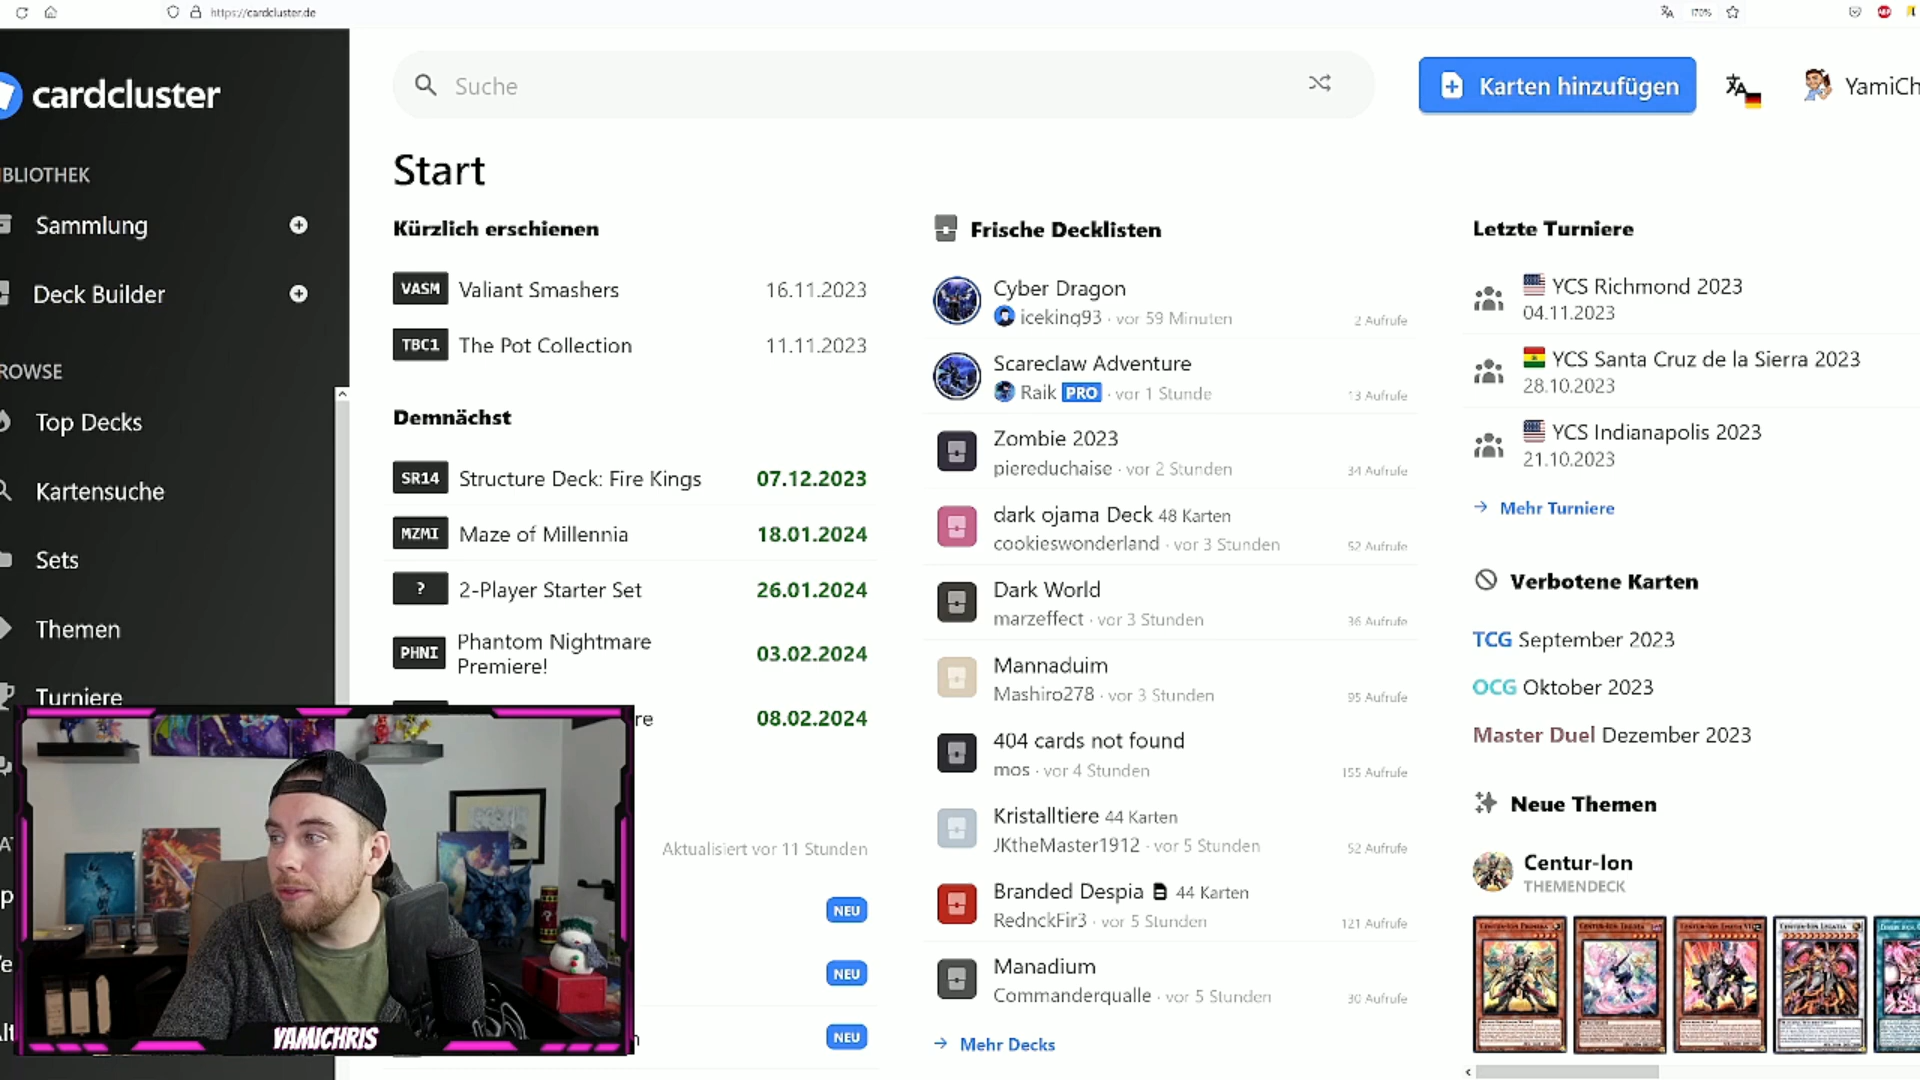 https://cardcluster.de
170%
cardcluster
Suche
Karten hinzufügen
BLIOTHEK
Sammlung
Deck Builder
ROWSE
Top Decks
Kartensuche
Sets
Themen
Turniere
Start
Kürzlich erschienen
VASM Valiant Smashers 16.11.2023
TBC1 The Pot Collection 11.11.2023
Demnächst
SR14 Structure Deck: Fire Kings 07.12.2023
MZMI Maze of Millennia 18.01.2024
? 2-Player Starter Set 26.01.2024
PHNI Phantom Nightmare Premiere! 03.02.2024
re 08.02.2024
Aktualisiert vor 11 Stunden
NEU
NEU
NEU
YAMICHRIS
Frische Decklisten
Cyber Dragon
iceking93 · vor 59 Minuten 2 Aufrufe
Scareclaw Adventure
Raik PRO · vor 1 Stunde 13 Aufrufe
Zombie 2023
piereduchaise · vor 2 Stunden 34 Aufrufe
dark ojama Deck 48 Karten
cookieswonderland · vor 3 Stunden 52 Aufrufe
Dark World
marzeffect · vor 3 Stunden 36 Aufrufe
Mannaduim
Mashiro278 · vor 3 Stunden 95 Aufrufe
404 cards not found
mos · vor 4 Stunden 155 Aufrufe
Kristalltiere 44 Karten
JKtheMaster1912 · vor 5 Stunden 52 Aufrufe
Branded Despia 44 Karten
RednckFir3 · vor 5 Stunden 121 Aufrufe
Manadium
Commanderqualle · vor 5 Stunden 30 Aufrufe
Mehr Decks
Letzte Turniere
YCS Richmond 2023
04.11.2023
YCS Santa Cruz de la Sierra 2023
28.10.2023
YCS Indianapolis 2023
21.10.2023
Mehr Turniere
Verbotene Karten
TCG September 2023
OCG Oktober 2023
Master Duel Dezember 2023
Neue Themen
Centur-Ion
THEMENDECK